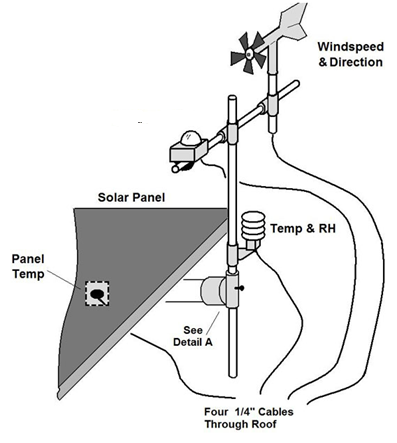 Windspeed
& Direction
Solar Panel
Temp & RH
Panel
Temp
See
Detail A
Four 1/4" Cables
Through Roof